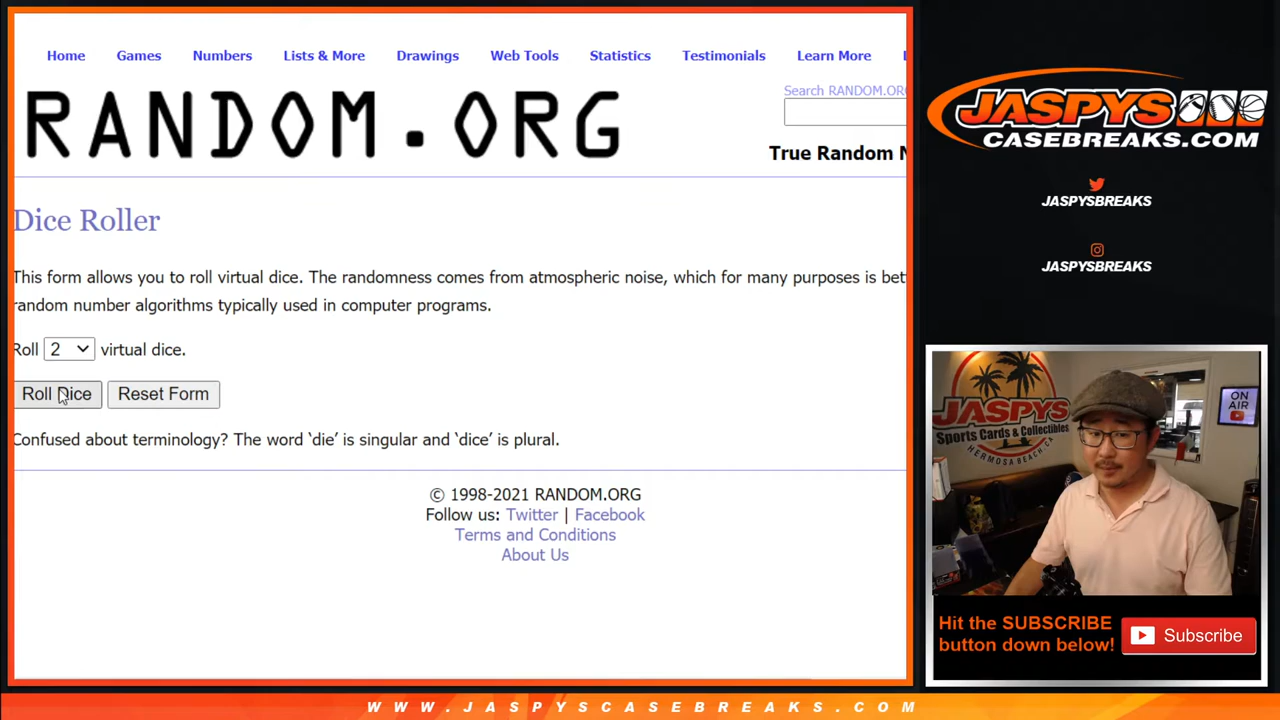 Home Games Numbers Lists & More Drawings Web Tools Statistics Testimonials Learn More
RANDOM.ORG
Search RANDOM.ORG
True Random N
Dice Roller
This form allows you to roll virtual dice. The randomness comes from atmospheric noise, which for many purposes is bet
random number algorithms typically used in computer programs.
Roll 2 virtual dice.
Roll Dice Reset Form
Confused about terminology? The word ‘die’ is singular and ‘dice’ is plural.
© 1998-2021 RANDOM.ORG
Follow us: Twitter | Facebook
Terms and Conditions
About Us
JASPYS
CASEBREAKS.COM
JASPYSBREAKS
JASPYSBREAKS
JASPYS
Sports Cards & Collectibles
HERMOSA BEACH, CA
ON
AIR
Hit the SUBSCRIBE
button down below!
Subscribe
WWW.JASPYSCASEBREAKS.COM